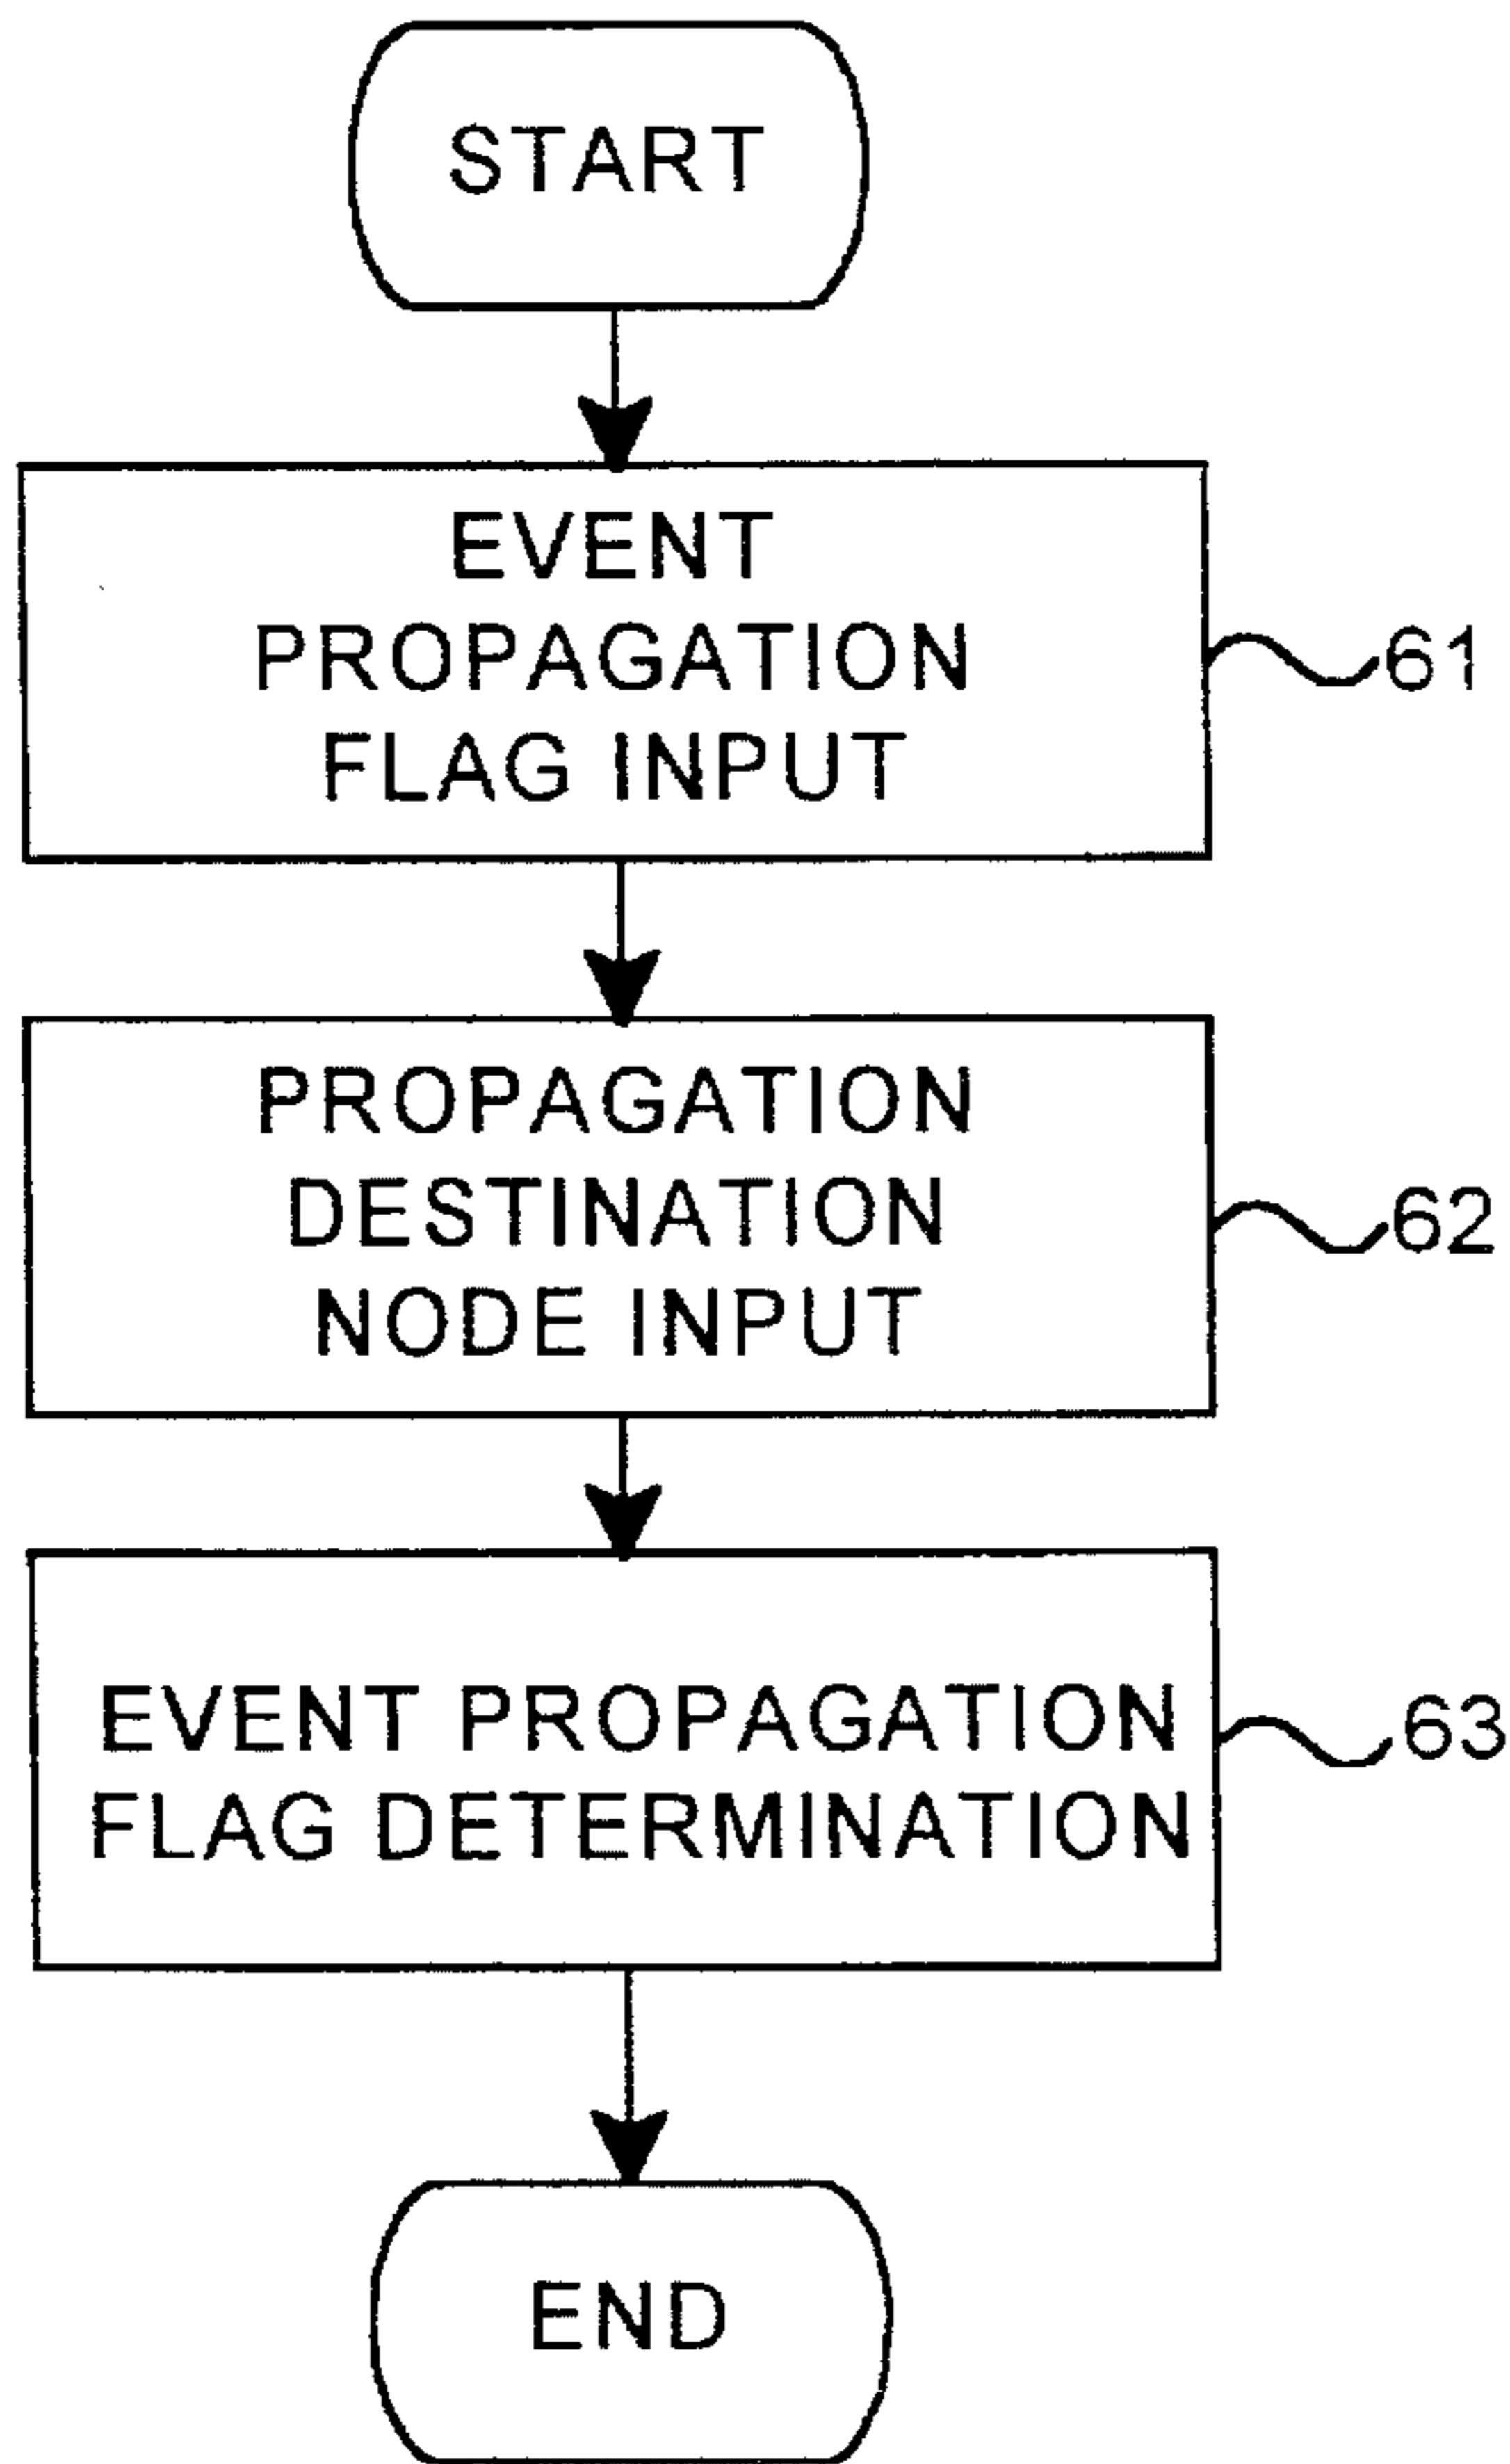 START
EVENT
PROPAGATION
FLAG INPUT
61
PROPAGATION
DESTINATION
NODE INPUT
62
EVENT PROPAGATION
FLAG DETERMINATION
63
END